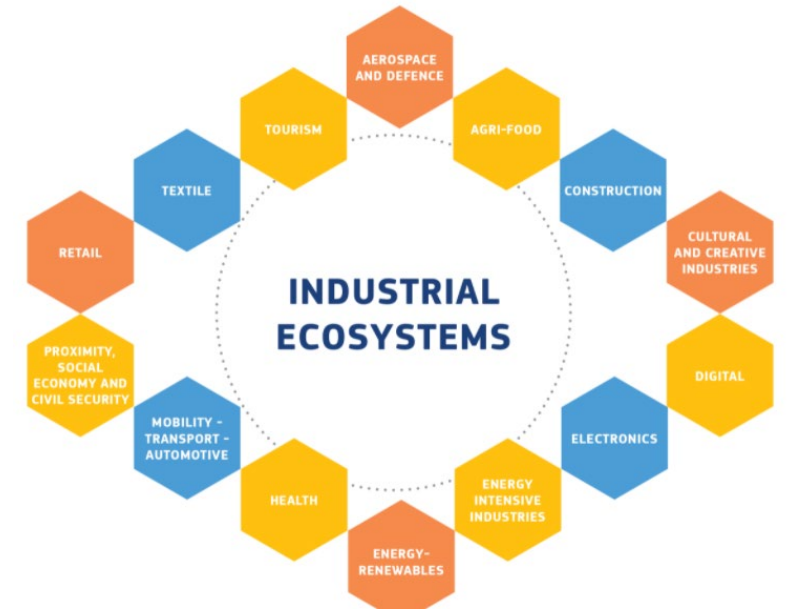 AEROSPACE
AND DEFENCE
TOURISM
AGRI-FOOD
TEXTILE
CONSTRUCTION
RETAIL
CULTURAL
AND CREATIVE
INDUSTRIES
INDUSTRIAL
ECOSYSTEMS
PROXIMITY,
SOCIAL
ECONOMY AND
CIVIL SECURITY
DIGITAL
MOBILITY -
TRANSPORT -
AUTOMOTIVE
ELECTRONICS
HEALTH
ENERGY
INTENSIVE
INDUSTRIES
ENERGY-
RENEWABLES